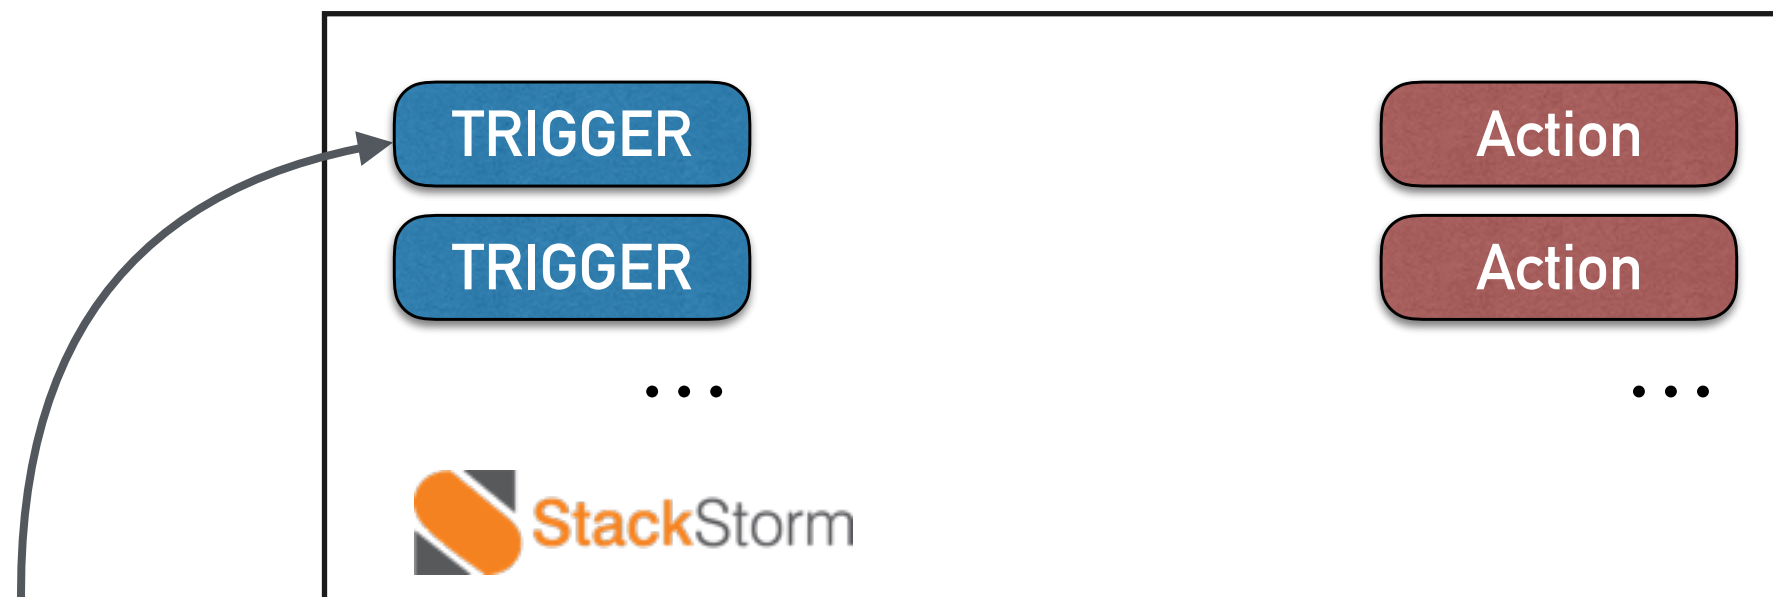 TRIGGER Action
TRIGGER Action
... ...
StackStorm